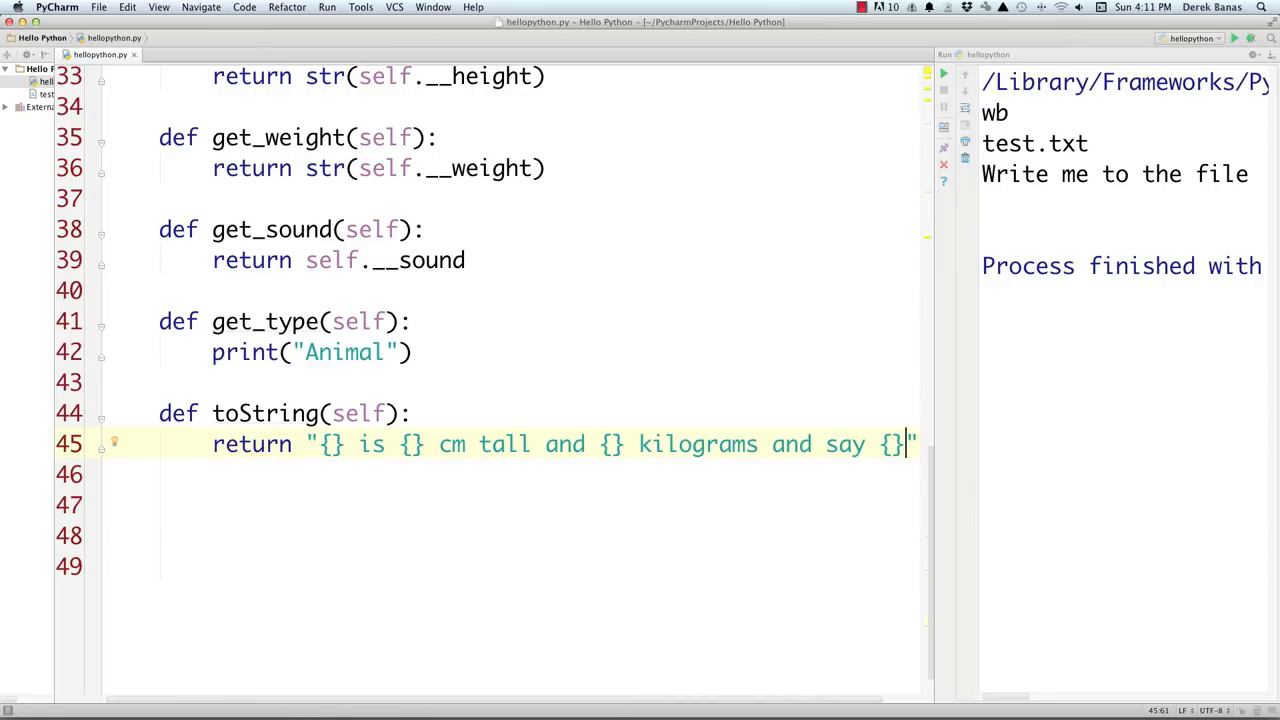 PyCharm File Edit View Navigate Code Refactor Run Tools VCS Window Help 10 Sun 4:11 PM Derek Banas
hellopython.py - Hello Python - [~/PycharmProjects/Hello Python]
Hello Python hellopython.py hellopython
hellopython.py Run hellopython
Hello P
hell
test
Extern
33 return str(self.__height)
34
35 def get_weight(self):
36 return str(self.__weight)
37
38 def get_sound(self):
39 return self.__sound
40
41 def get_type(self):
42 print("Animal")
43
44 def toString(self):
45 return "{} is {} cm tall and {} kilograms and say {}"
46
47
48
49
/Library/Frameworks/Py
wb
test.txt
Write me to the file
Process finished with
45:61 LF UTF-8